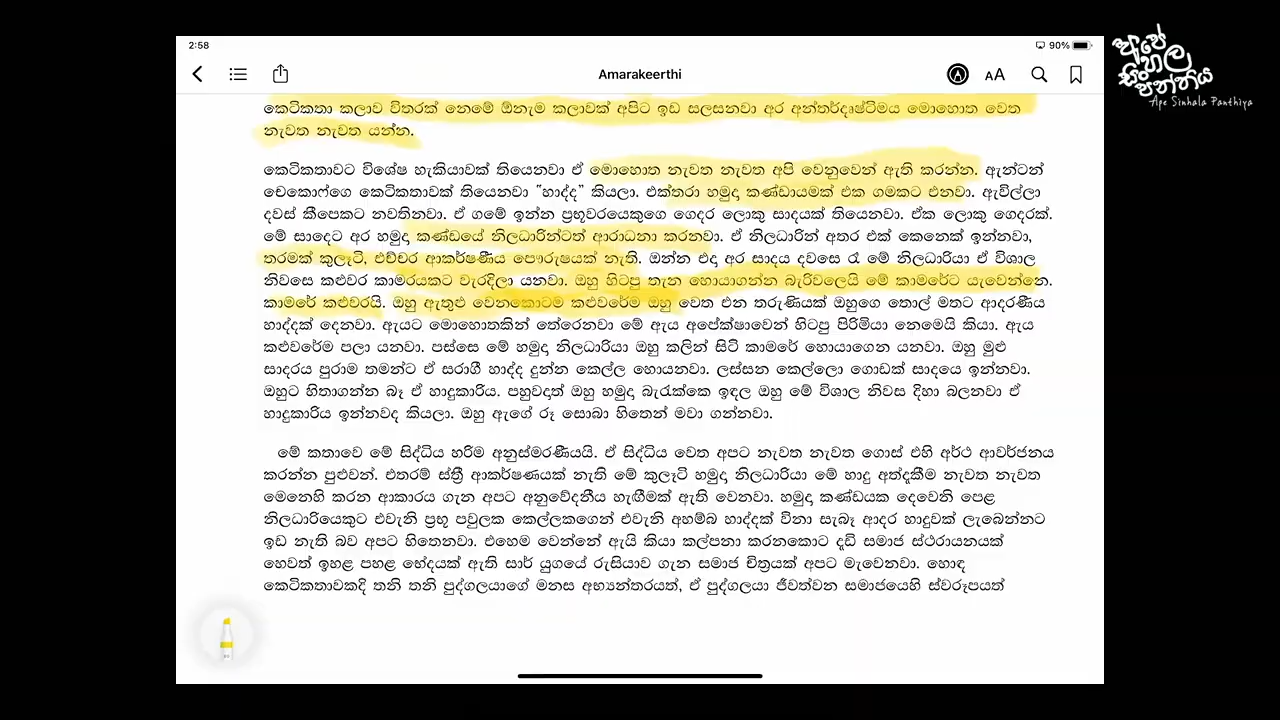 2:58
90%
Amarakeerthi
AA
අපේ
සිංහල
පන්තිය
Ape Sinhala Panthiya
කෙටිකතා කලාව විතරක් නෙමේ ඕනැම කලාවක් අපිට ඉඩ සලසනවා අර අන්තර්දෘෂ්ටිමය මොහොත වෙත
නැවත නැවත යන්න.
කෙටිකතාවට විශේෂ හැකියාවක් තියෙනවා ඒ මොහොත නැවත නැවත අපි වෙනුවෙන් ඇති කරන්න. ඇන්ටන්
චෙකොෆ්ගෙ කෙටිකතාවක් තියෙනවා “හාද්ද” කියලා. එක්තරා හමුදා කණ්ඩායමක් එක ගමකට එනවා. ඇවිල්ලා
දවස් කීපෙකට නවතිනවා. ඒ ගමේ ඉන්න ප්‍රභූවරයෙකුගෙ ගෙදර ලොකු සාදයක් තියෙනවා. ඒක ලොකු ගෙදරක්.
මේ සාදෙට අර හමුදා කණ්ඩයේ නිලධාරින්ටත් ආරාධනා කරනවා. ඒ නිලධාරින් අතර එක් කෙනෙක් ඉන්නවා,
තරමක් කුලෑටි, එච්චර ආකර්ෂණීය පෞරුෂයක් නැති. ඔන්න එදා අර සාදය දවසෙ රෑ මේ නිලධාරියා ඒ විශාල
නිවසෙ කළුවර කාමරයකට වැරදිලා යනවා. ඔහු හිටපු තැන හොයාගන්න බැරිවලෙයි මේ කාමරේට යැවෙන්නෙ.
කාමරේ කළුවරයි. ඔහු ඇතුළු වෙනකොටම කළුවරේම ඔහු වෙත එන තරුණියක් ඔහුගෙ තොල් මතට ආදරණීය
හාද්දක් දෙනවා. ඇයට මොහොතකින් තේරෙනවා මේ ඇය අපේක්ෂාවෙන් හිටපු පිරිමියා නෙමෙයි කියා. ඇය
කළුවරේම පලා යනවා. පස්සෙ මේ හමුදා නිලධාරියා ඔහු කලින් සිටි කාමරේ හොයාගෙන යනවා. ඔහු මුළු
සාදරය පුරාම තමන්ට ඒ සරාගී හාද්ද දුන්න කෙල්ල හොයනවා. ලස්සන කෙල්ලො ගොඩක් සාදයෙ ඉන්නවා.
ඔහුට හිතාගන්න බෑ ඒ හාදුකාරිය. පහුවදාත් ඔහු හමුදා බැරැක්කෙ ඉඳල ඔහු මේ විශාල නිවස දිහා බලනවා ඒ
හාදුකාරිය ඉන්නවද කියලා. ඔහු ඇගේ රූ සොබා හිතෙන් මවා ගන්නවා.
මේ කතාවෙ මේ සිද්ධිය හරිම අනුස්මරණීයයි. ඒ සිද්ධිය වෙත අපට නැවත නැවත ගොස් එහි අර්ථ ආවර්ජනය
කරන්න පුළුවන්. එතරම් ස්ත්‍රී ආකර්ෂණයක් නැති මේ කුලෑටි හමුදා නිලධාරියා මේ හාදු අත්දැකීම නැවත නැවත
මෙනෙහි කරන ආකාරය ගැන අපට අනුවේදනීය හැඟීමක් ඇති වෙනවා. හමුදා කණ්ඩයක දෙවෙනි පෙළ
නිලධාරියෙකුට එවැනි ප්‍රභූ පවුලක කෙල්ලකගෙන් එවැනි අහම්බ හාද්දක් විනා සැබෑ ආදර හාදුවක් ලැබෙන්නට
ඉඩ නැති බව අපට හිතෙනවා. එහෙම වෙන්නේ ඇයි කියා කල්පනා කරනකොට දැඩි සමාජ ස්ථරායනයක්
හෙවත් ඉහළ පහළ භේදයක් ඇති සාර් යුගයේ රුසියාව ගැන සමාජ චිත්‍රයක් අපට මැවෙනවා. හොඳ
කෙටිකතාවකදි තනි තනි පුද්ගලයාගේ මනස අභ්‍යන්තරයත්, ඒ පුද්ගලයා ජීවත්වන සමාජයෙහි ස්වරූපයත්